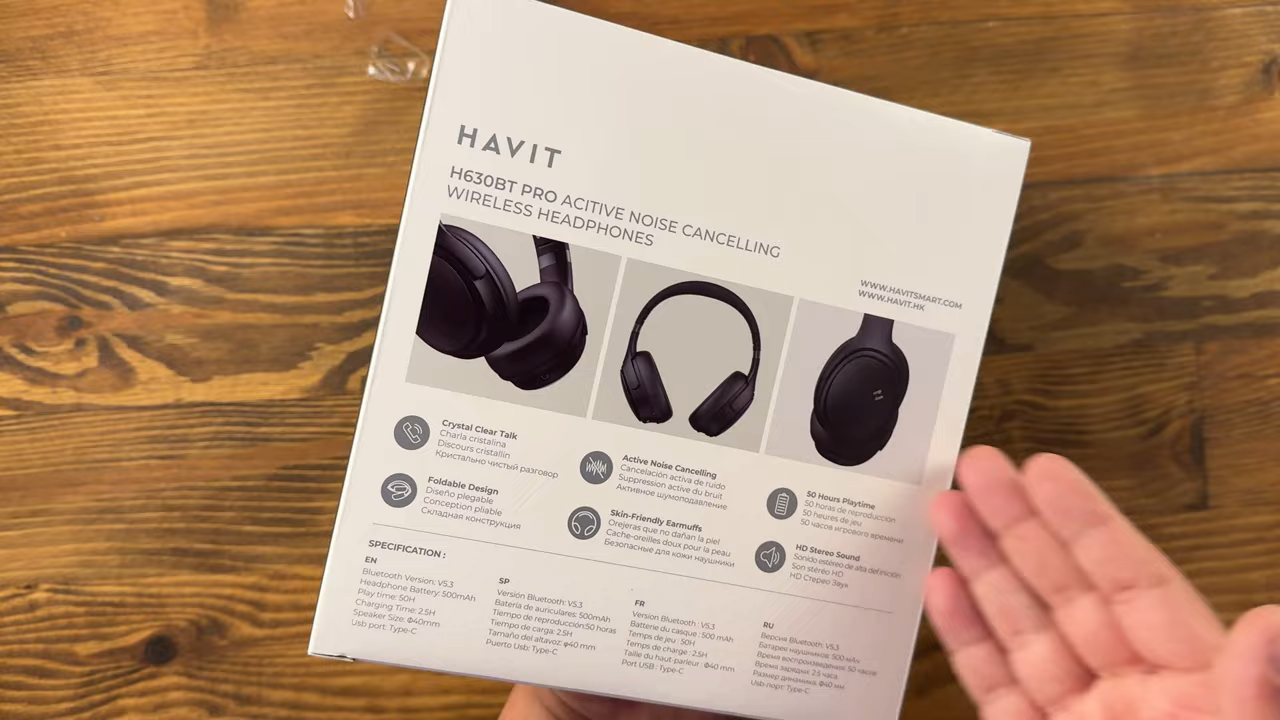 HAVIT
H630BT PRO ACITIVE NOISE CANCELLING
WIRELESS HEADPHONES
WWW.HAVITSMART.COM
WWW.HAVIT.HK
Crystal Clear Talk
Charla cristalina
Discours cristallin
Кристально чистый разговор
Active Noise Cancelling
Cancelación activa de ruido
Suppression active du bruit
Активное шумоподавление
50 Hours Playtime
50 horas de reproducción
50 heures de jeu
50 часов игрового времени
Foldable Design
Diseño plegable
Conception pliable
Складная конструкция
Skin-Friendly Earmuffs
Orejeras que no dañan la piel
Cache-oreilles doux pour la peau
Безопасные для кожи наушники
HD Stereo Sound
Sonido estéreo de alta definición
Son stéréo HD
HD Стерео Звук
SPECIFICATION :
EN
Bluetooth Version: V5.3
Headphone Battery: 500mAh
Play time: 50H
Charging Time: 2.5H
Speaker Size: Φ40mm
Usb port: Type-C
SP
Versión Bluetooth: V5.3
Batería de auriculares: 500mAh
Tiempo de reproducción:50 horas
Tiempo de carga: 2.5H
Tamaño del altavoz: φ40 mm
Puerto Usb: Type-C
FR
Version Bluetooth : V5.3
Batterie du casque : 500 mAh
Temps de jeu : 50H
Temps de charge : 2.5H
Taille du haut-parleur : Φ40 mm
Port USB : Type-C
RU
Версия Bluetooth: V5.3
Батарея наушников: 500 мАч
Время воспроизведения: 50 часов
Время зарядки: 2.5 часа
Размер динамика: Φ40 мм
Usb-порт: Type-C